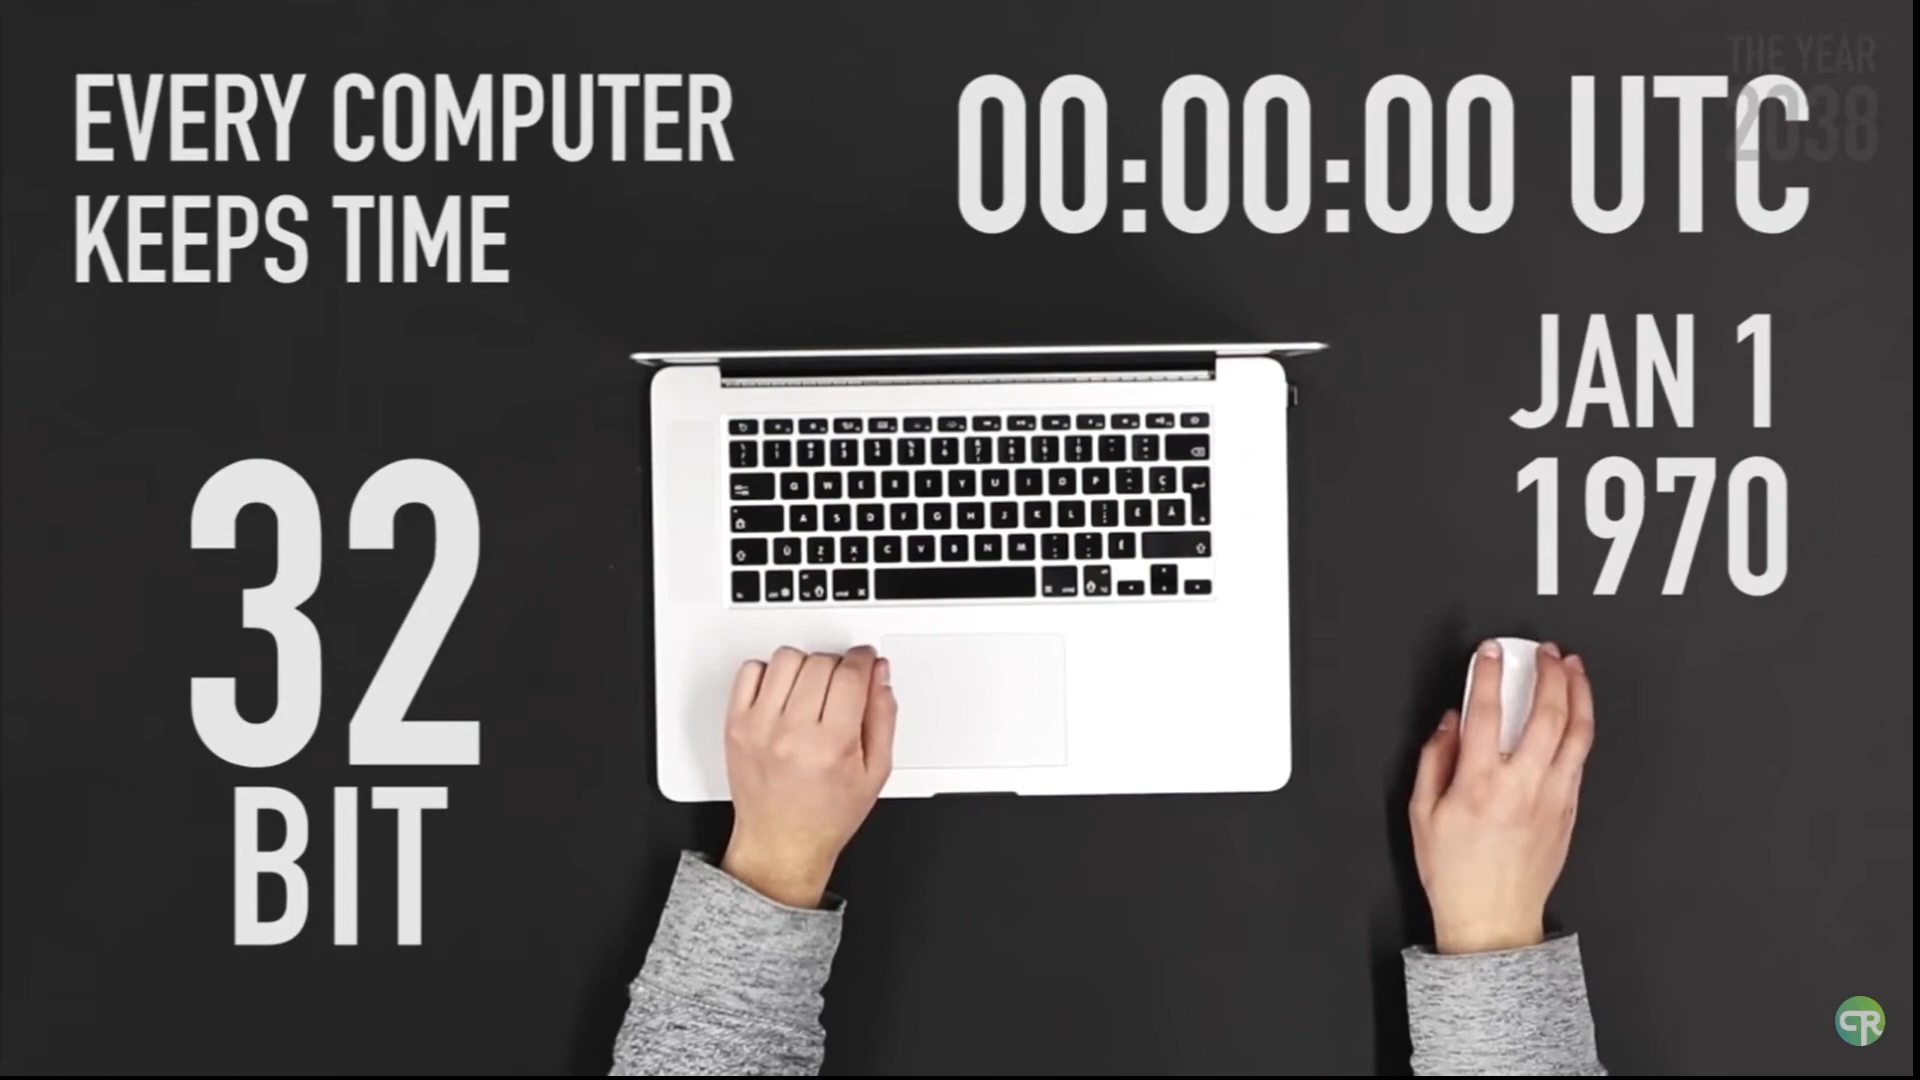 EVERY COMPUTER
KEEPS TIME
00:00:00 UTC
THE YEAR
2038
JAN 1
1970
32
BIT